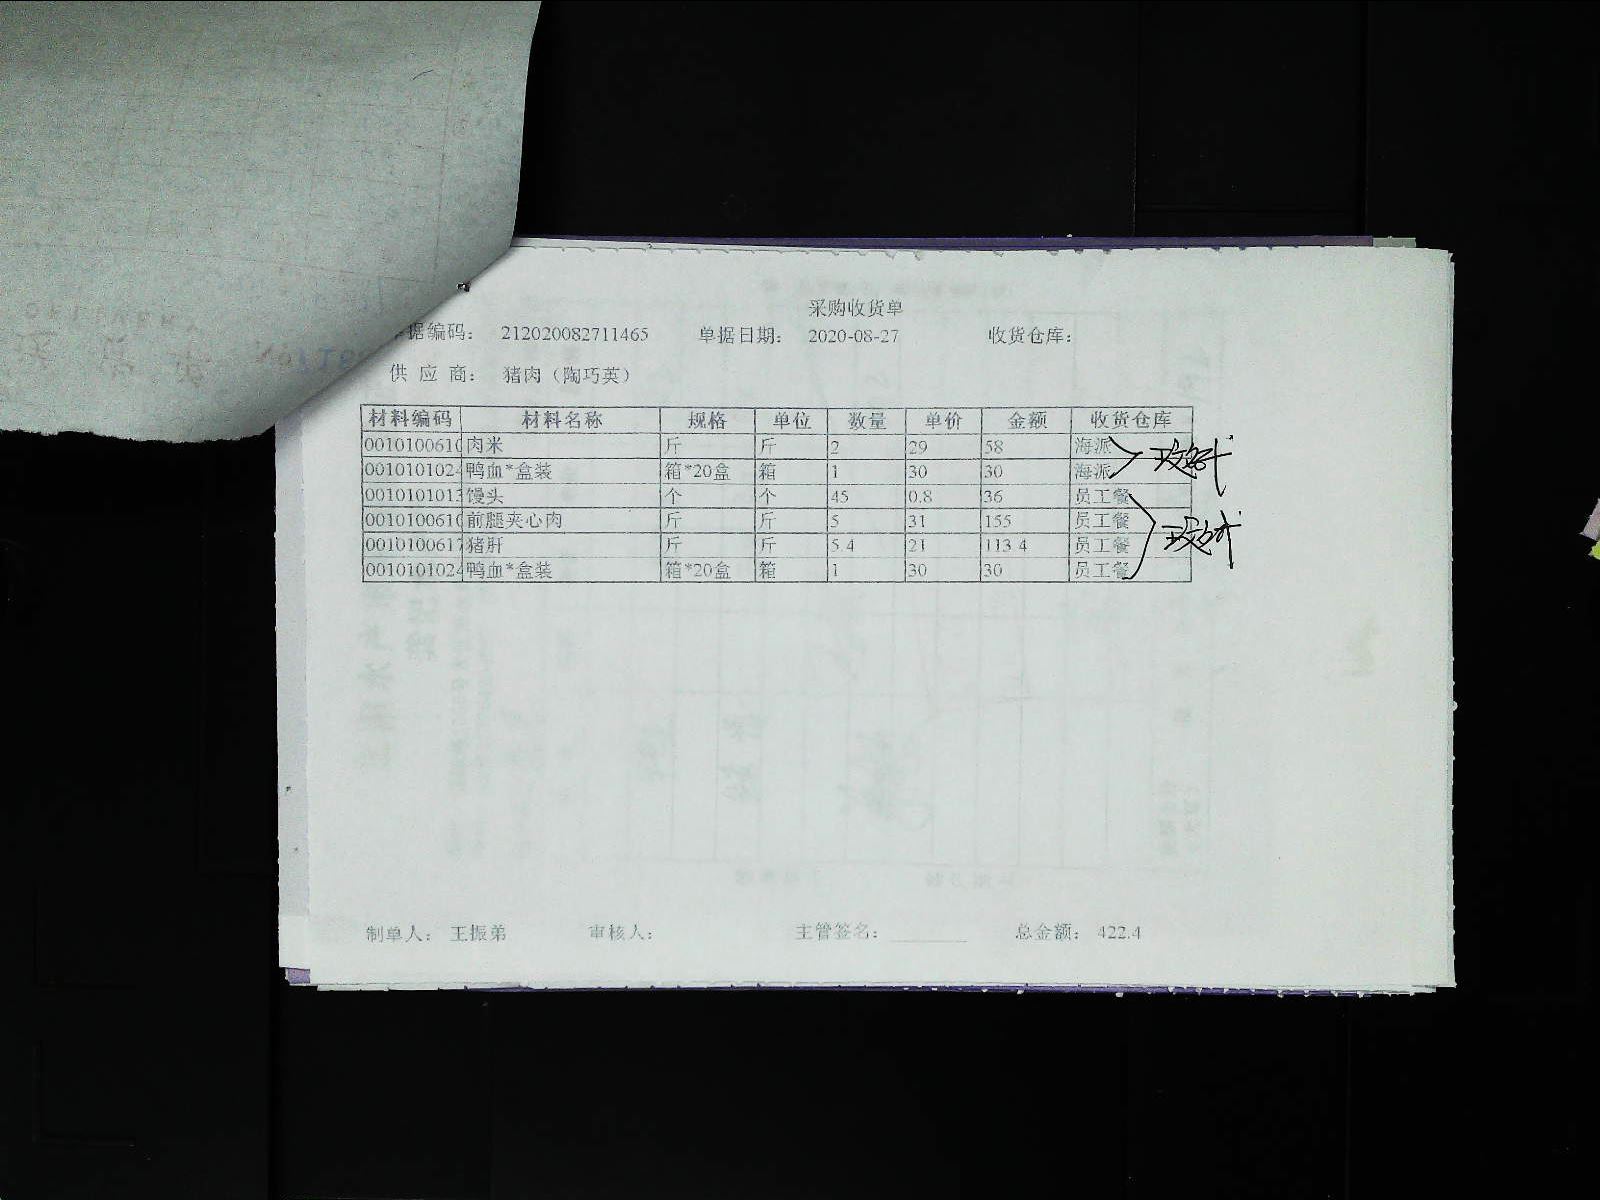 采购收货单
据编码： 212020082711465 单据日期： 2020-08-27 收货仓库：
供 应 商： 猪肉（陶巧英）
材料编码 材料名称 规格 单位 数量 单价 金额 收货仓库
001010061 肉米 斤 斤 2 29 58 海派
0010101024 鸭血*盒装 箱*20盒 箱 1 30 30 海派
0010101013 馒头 个 个 45 0.8 36 员工餐
001010061 前腿夹心肉 斤 斤 5 31 155 员工餐
0010100617 猪肝 斤 斤 5.4 21 113.4 员工餐
0010101024 鸭血*盒装 箱*20盒 箱 1 30 30 员工餐
制单人： 王振弟 审核人： 主管签名： 总金额： 422.4